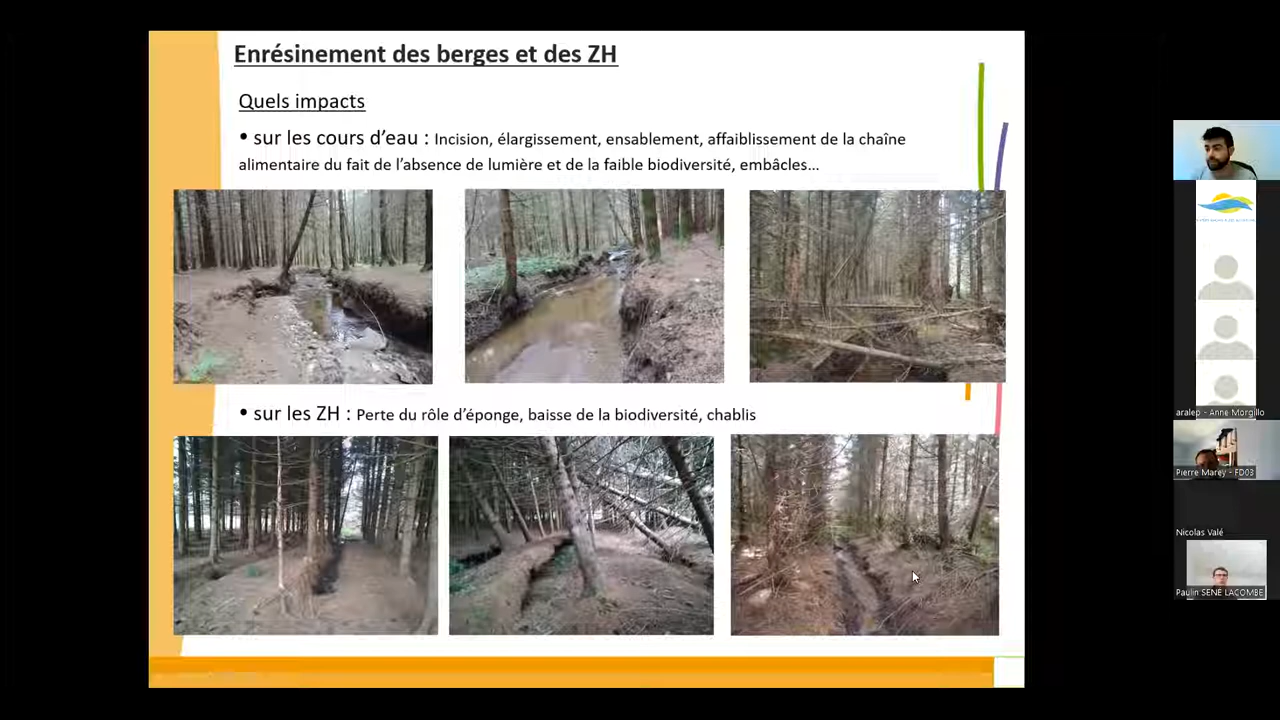 Enrésinement des berges et des ZH
Quels impacts
• sur les cours d'eau : Incision, élargissement, ensablement, affaiblissement de la chaîne
alimentaire du fait de l'absence de lumière et de la faible biodiversité, embâcles...
• sur les ZH : Perte du rôle d'éponge, baisse de la biodiversité, chablis
aralep - Anne Morgillo
Pierre Marey - FD03
Nicolas Valé
Paulin SENE LACOMBE